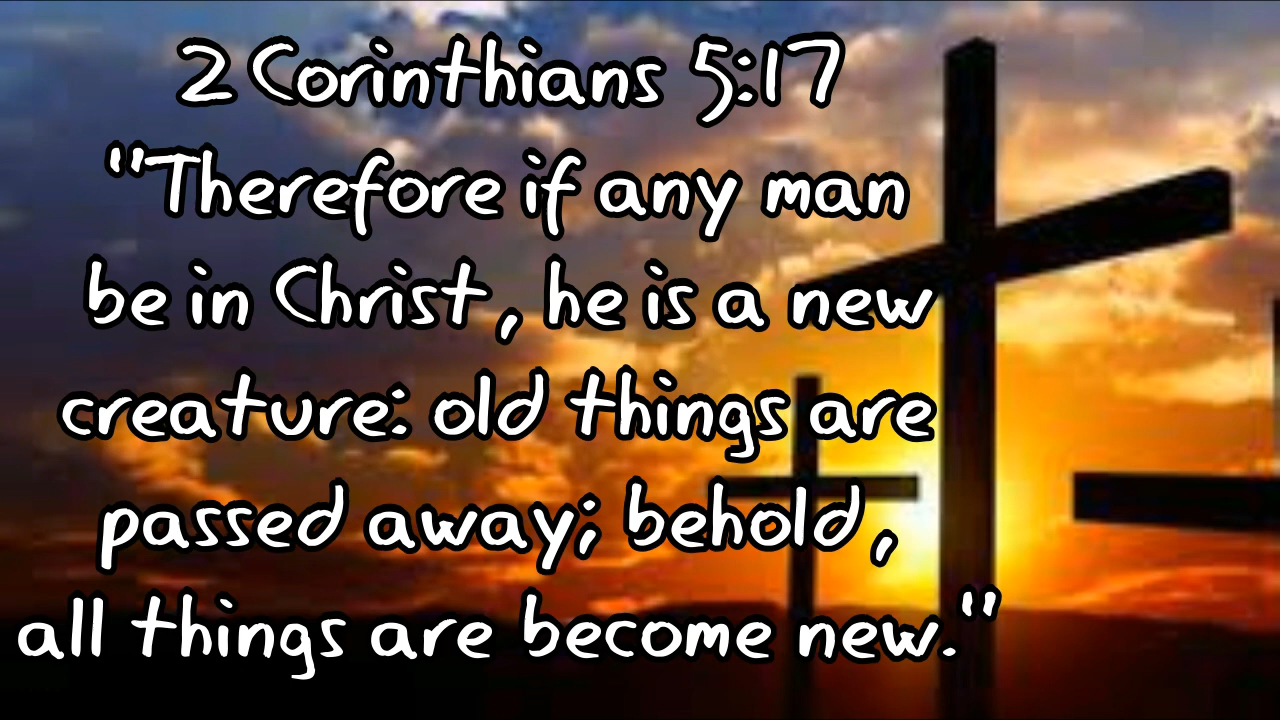 2 Corinthians 5:17
"Therefore if any man
be in Christ, he is a new
creature: old things are
passed away; behold,
all things are become new."